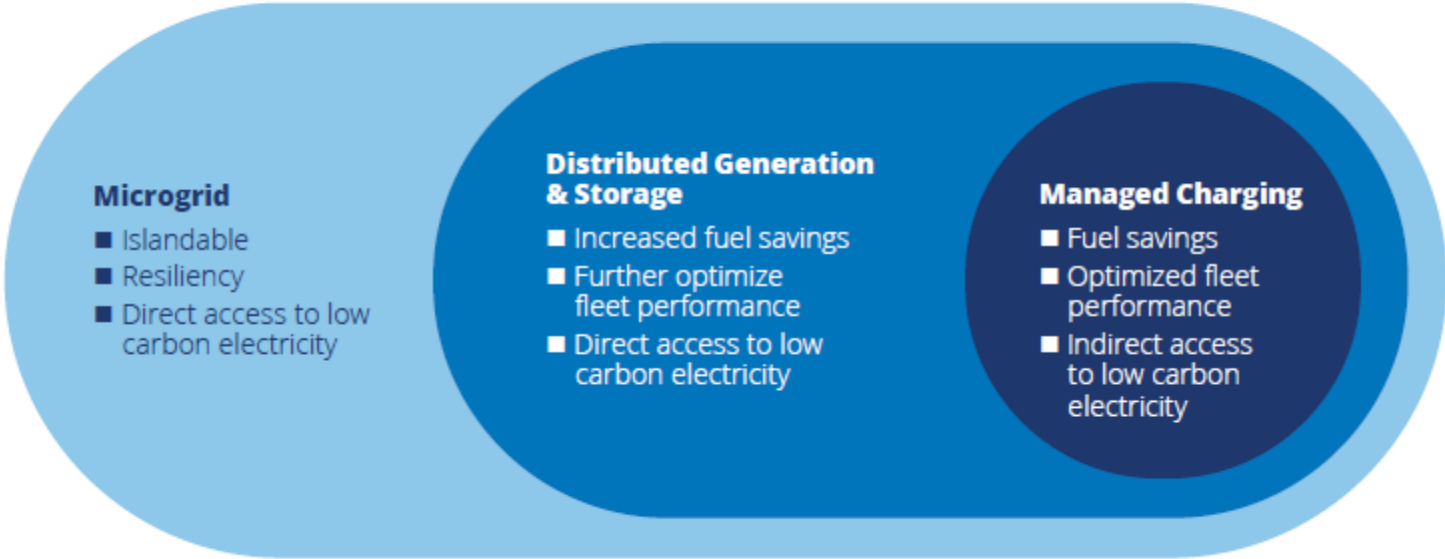 Microgrid
■ Islandable
■ Resiliency
■ Direct access to low
carbon electricity
Distributed Generation
& Storage
■ Increased fuel savings
■ Further optimize
fleet performance
■ Direct access to low
carbon electricity
Managed Charging
■ Fuel savings
■ Optimized fleet
performance
■ Indirect access
to low carbon
electricity